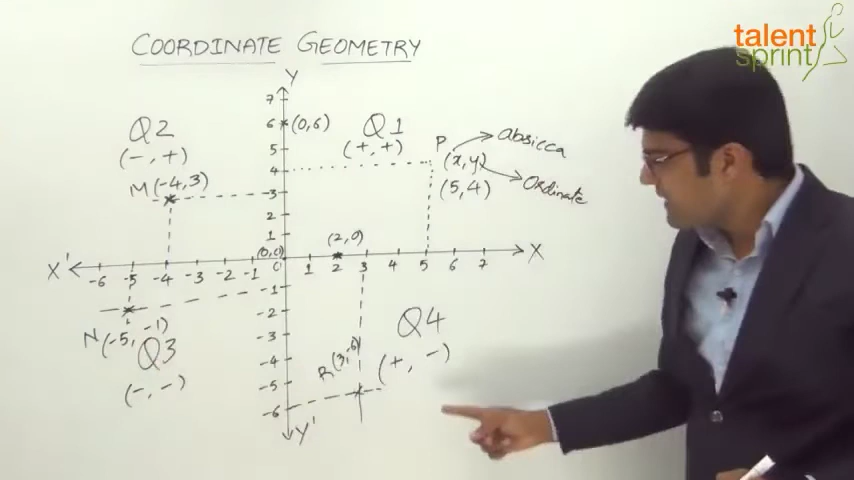 talent
sprint
COORDINATE GEOMETRY
Y
7
6 (0,6)
5
4
3
2
1
Q2
(-, +)
M(-4,3)
Q1
(+, +)
P
(x,y)
(5,4)
Absicca
Ordinate
(0,0)
(2,0)
X' -6 -5 -4 -3 -2 -1 0 1 2 3 4 5 6 7 X
-1
-2
-3
-4
-5
-6
Y'
N(-5, -1)
Q3
(-, -)
R(3,-6)
Q4
(+, -)